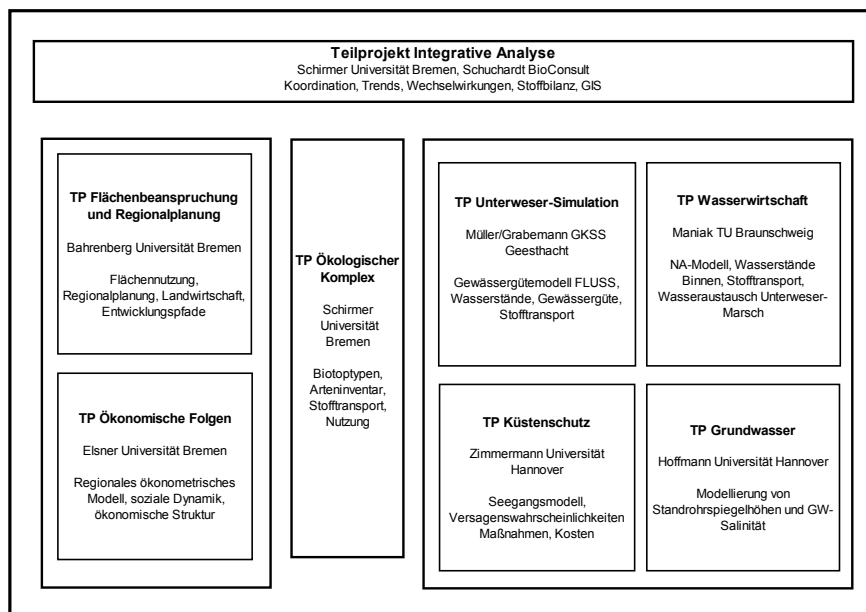 Teilprojekt Integrative Analyse
Schirmer Universität Bremen, Schuchardt BioConsult
Koordination, Trends, Wechselwirkungen, Stoffbilanz, GIS
TP Flächenbeanspruchung
und Regionalplanung
Bahrenberg Universität Bremen
Flächennutzung,
Regionalplanung, Landwirtschaft,
Entwicklungspfade
TP Ökonomische Folgen
Elsner Universität Bremen
Regionales ökonometrisches
Modell, soziale Dynamik,
ökonomische Struktur
TP Ökologischer
Komplex
Schirmer
Universität
Bremen
Biotoptypen,
Arteninventar,
Stofftransport,
Nutzung
TP Unterweser-Simulation
Müller/Grabemann GKSS
Geesthacht
Gewässergütemodell FLUSS,
Wasserstände, Gewässergüte,
Stofftransport
TP Wasserwirtschaft
Maniak TU Braunschweig
NA-Modell, Wasserstände
Binnen, Stofftransport,
Wasseraustausch Unterweser-
Marsch
TP Küstenschutz
Zimmermann Universität
Hannover
Seegangsmodell,
Versagenswahrscheinlichkeiten
Maßnahmen, Kosten
TP Grundwasser
Hoffmann Universität Hannover
Modellierung von
Standrohrspiegelhöhen und GW-
Salinität